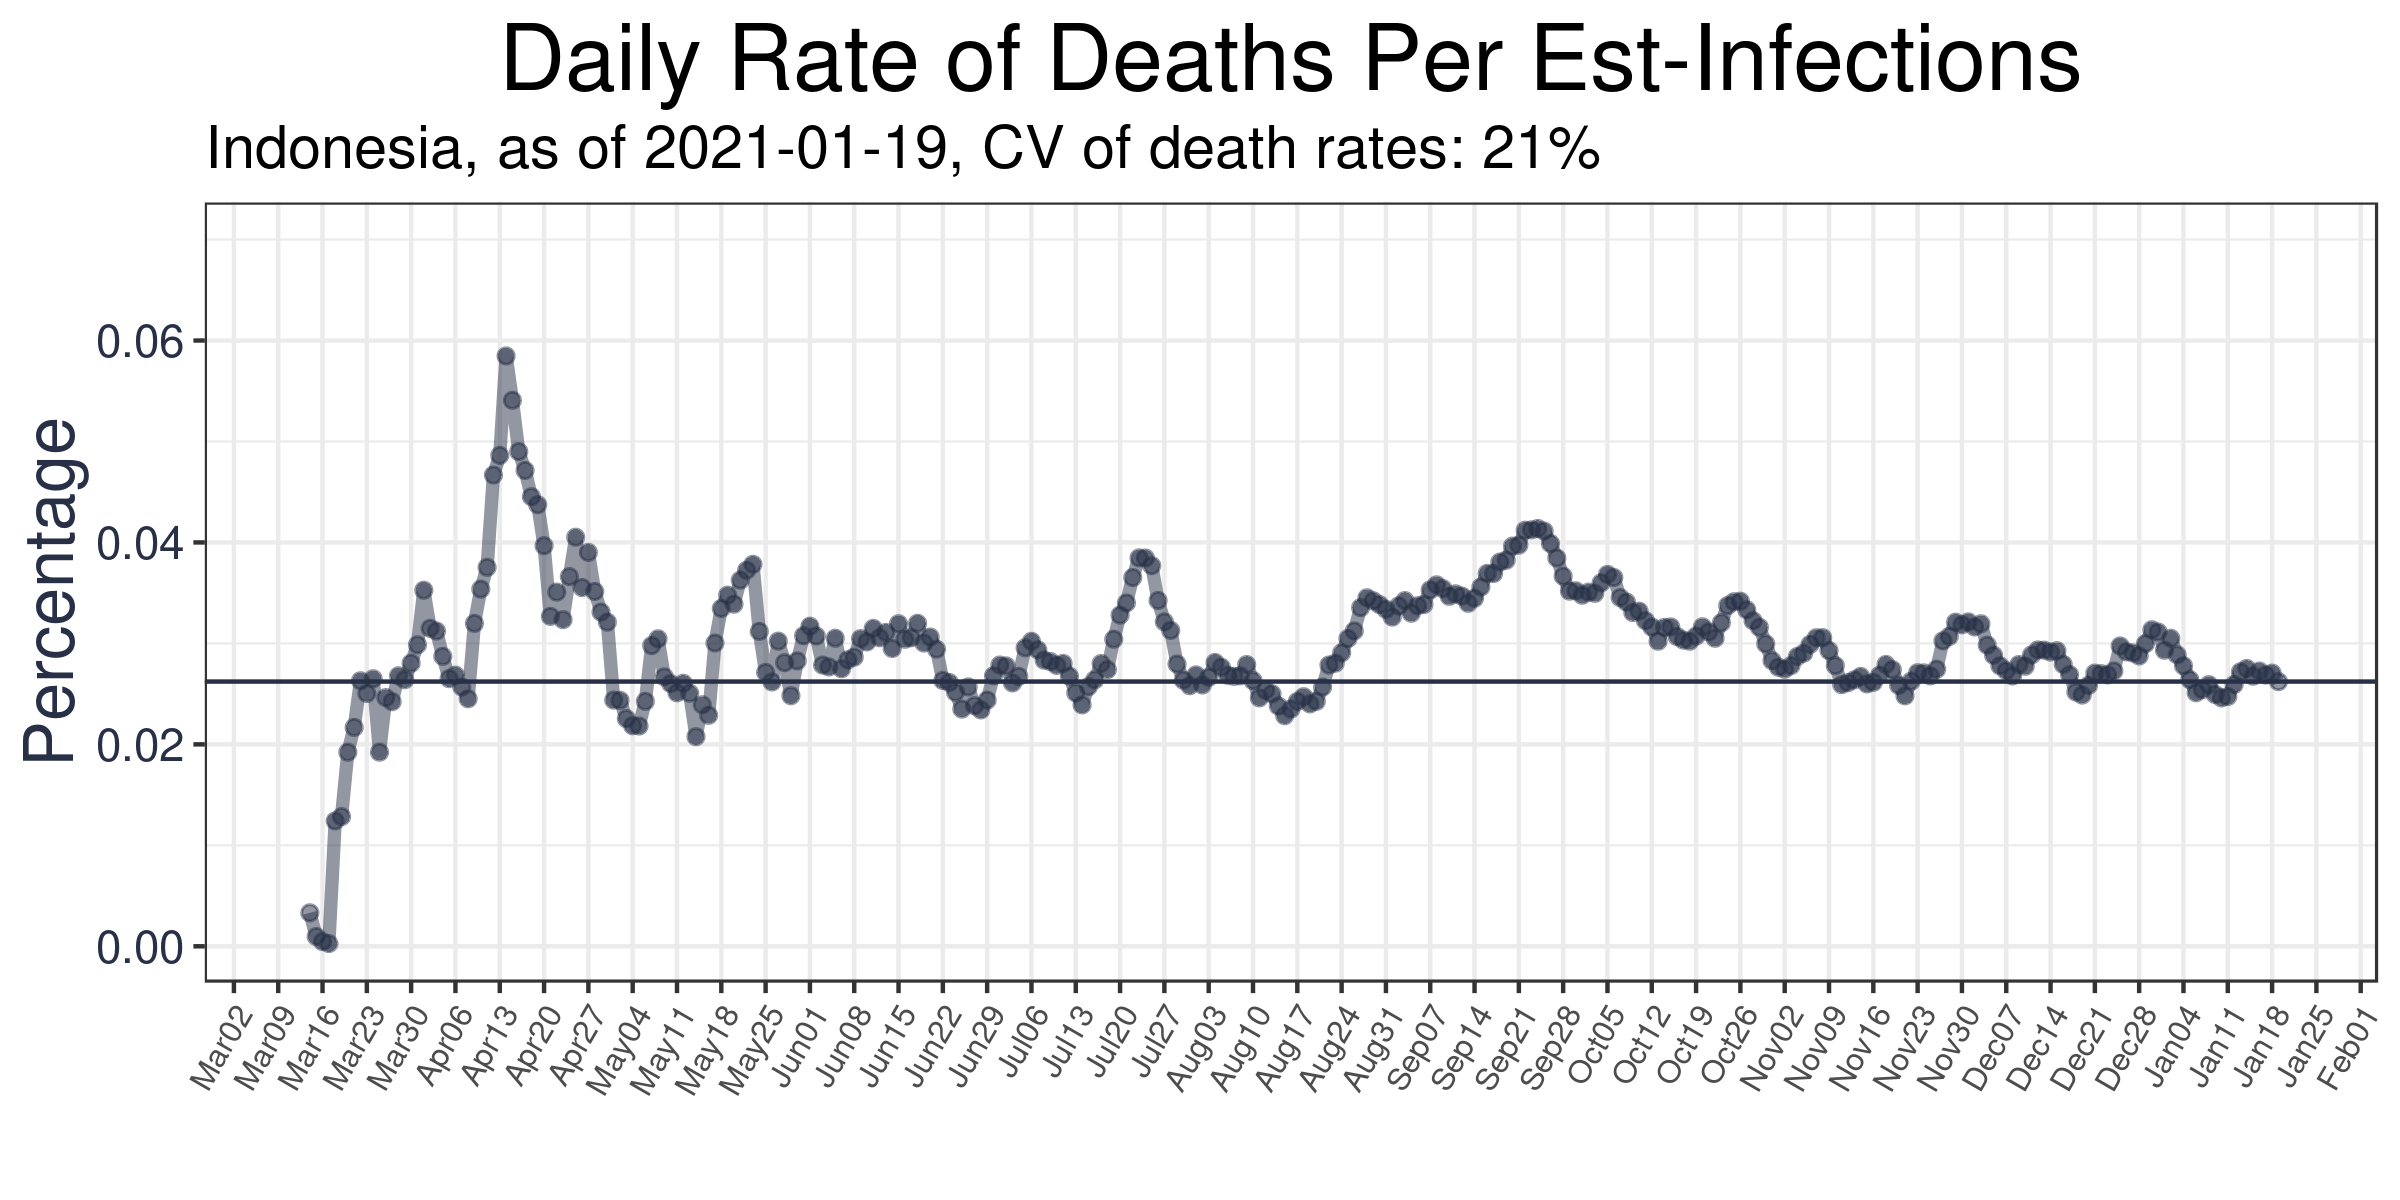 Daily Rate of Deaths Per Est-Infections
Indonesia, as of 2021-01-19, CV of death rates: 21%
Percentage
0.06
0.04
0.02
0.00
Mar02
Mar09
Mar16
Mar23
Mar30
Apr06
Apr13
Apr20
Apr27
May04
May11
May18
May25
Jun01
Jun08
Jun15
Jun22
Jun29
Jul06
Jul13
Jul20
Jul27
Aug03
Aug10
Aug17
Aug24
Aug31
Sep07
Sep14
Sep21
Sep28
Oct05
Oct12
Oct19
Oct26
Nov02
Nov09
Nov16
Nov23
Nov30
Dec07
Dec14
Dec21
Dec28
Jan04
Jan11
Jan18
Jan25
Feb01